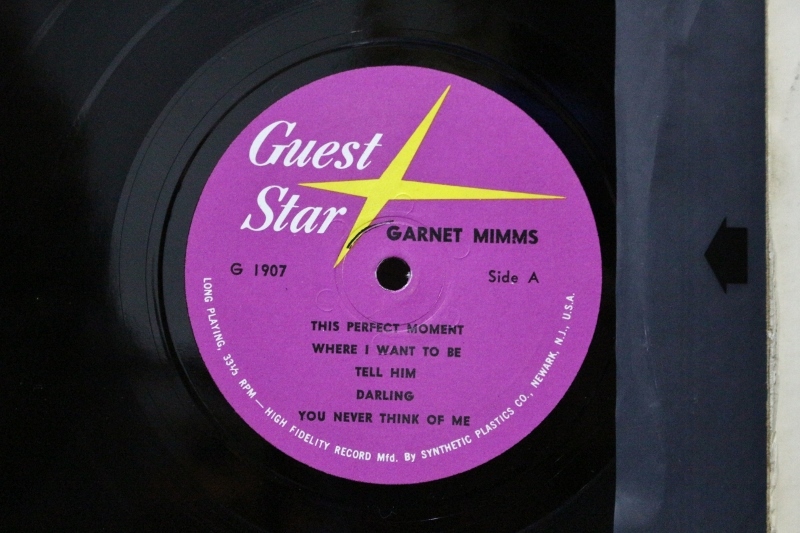 Guest
Star
GARNET MIMMS
G 1907
Side A
THIS PERFECT MOMENT
WHERE I WANT TO BE
TELL HIM
DARLING
YOU NEVER THINK OF ME
LONG PLAYING, 33⅓ RPM — HIGH FIDELITY RECORD Mfd. By SYNTHETIC PLASTICS CO., NEWARK, N.J., U.S.A.